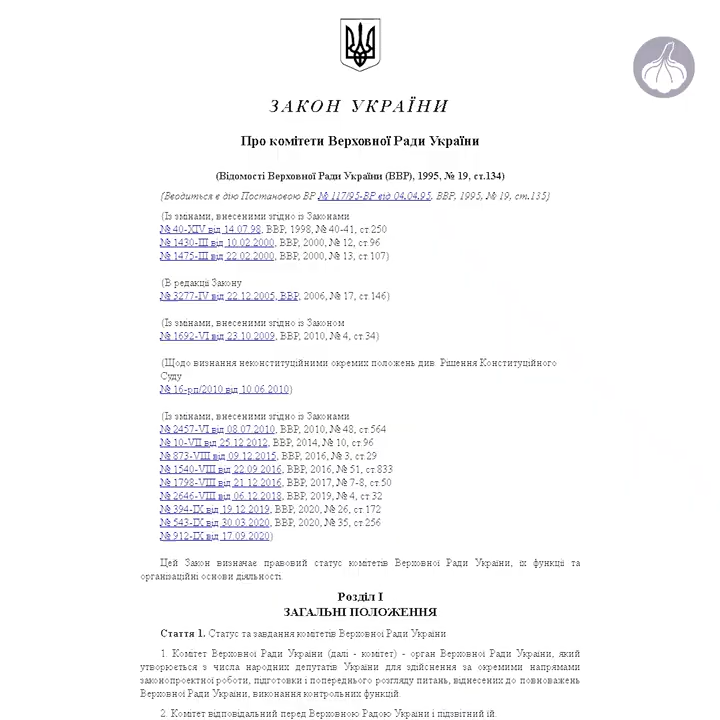 ЗАКОН УКРАЇНИ
Про комітети Верховної Ради України
(Відомості Верховної Ради України (ВВР), 1995, № 19, ст.134)
{Вводиться в дію Постановою ВР № 117/95-ВР від 04.04.95, ВВР, 1995, № 19, ст.135}
{Із змінами, внесеними згідно із Законами
№ 40-XIV від 14.07.98, ВВР, 1998, № 40-41, ст.250
№ 1430-III від 10.02.2000, ВВР, 2000, № 12, ст.96
№ 1475-III від 22.02.2000, ВВР, 2000, № 13, ст.107}
{В редакції Закону
№ 3277-IV від 22.12.2005, ВВР, 2006, № 17, ст.146}
{Із змінами, внесеними згідно із Законом
№ 1692-VI від 23.10.2009, ВВР, 2010, № 4, ст.34}
{Щодо визнання неконституційними окремих положень див. Рішення Конституційного
Суду
№ 16-рп/2010 від 10.06.2010}
{Із змінами, внесеними згідно із Законами
№ 2457-VI від 08.07.2010, ВВР, 2010, № 48, ст.564
№ 10-VII від 25.12.2012, ВВР, 2014, № 10, ст.96
№ 873-VIII від 09.12.2015, ВВР, 2016, № 3, ст.29
№ 1540-VIII від 22.09.2016, ВВР, 2016, № 51, ст.833
№ 1798-VIII від 21.12.2016, ВВР, 2017, № 7-8, ст.50
№ 2646-VIII від 06.12.2018, ВВР, 2019, № 4, ст.32
№ 394-IX від 19.12.2019, ВВР, 2020, № 26, ст.172
№ 543-IX від 30.03.2020, ВВР, 2020, № 35, ст.256
№ 912-IX від 17.09.2020}
Цей Закон визначає правовий статус комітетів Верховної Ради України, їх функції та
організаційні основи діяльності.
Розділ I
ЗАГАЛЬНІ ПОЛОЖЕННЯ
Стаття 1. Статус та завдання комітетів Верховної Ради України
1. Комітет Верховної Ради України (далі - комітет) - орган Верховної Ради України, який
утворюється з числа народних депутатів України для здійснення за окремими напрямами
законопроектної роботи, підготовки і попереднього розгляду питань, віднесених до повноважень
Верховної Ради України, виконання контрольних функцій.
2. Комітет відповідальний перед Верховною Радою України і підзвітний їй.